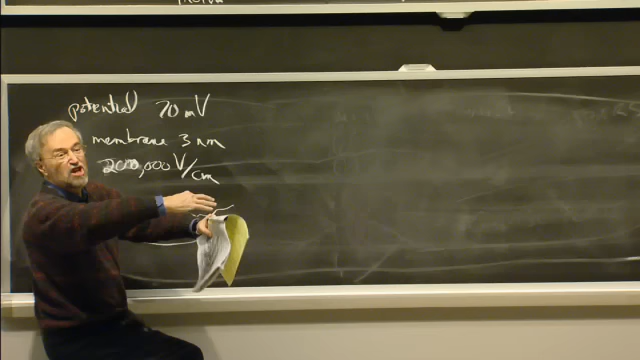 potential 70 mV
membrane 3 nm
200,000 V/cm